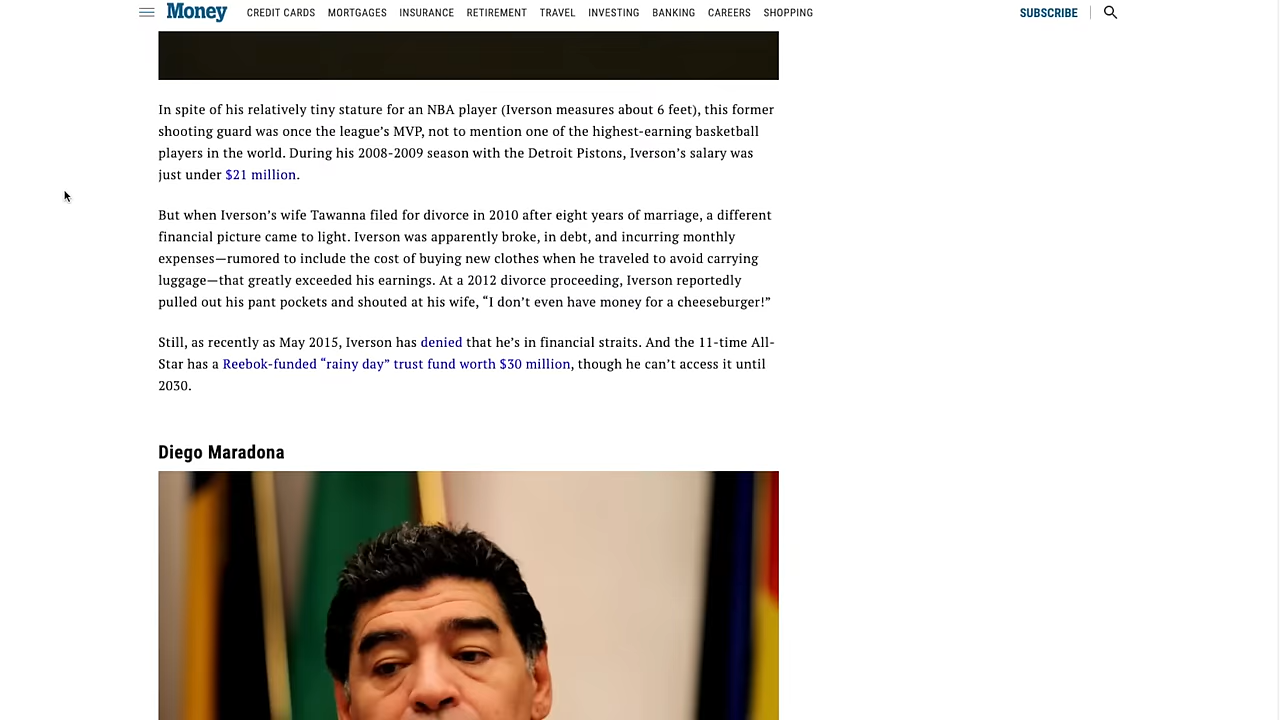 Money CREDIT CARDS MORTGAGES INSURANCE RETIREMENT TRAVEL INVESTING BANKING CAREERS SHOPPING SUBSCRIBE
In spite of his relatively tiny stature for an NBA player (Iverson measures about 6 feet), this former
shooting guard was once the league’s MVP, not to mention one of the highest-earning basketball
players in the world. During his 2008-2009 season with the Detroit Pistons, Iverson’s salary was
just under $21 million.
But when Iverson’s wife Tawanna filed for divorce in 2010 after eight years of marriage, a different
financial picture came to light. Iverson was apparently broke, in debt, and incurring monthly
expenses—rumored to include the cost of buying new clothes when he traveled to avoid carrying
luggage—that greatly exceeded his earnings. At a 2012 divorce proceeding, Iverson reportedly
pulled out his pant pockets and shouted at his wife, “I don’t even have money for a cheeseburger!”
Still, as recently as May 2015, Iverson has denied that he’s in financial straits. And the 11-time All-
Star has a Reebok-funded “rainy day” trust fund worth $30 million, though he can’t access it until
2030.
Diego Maradona